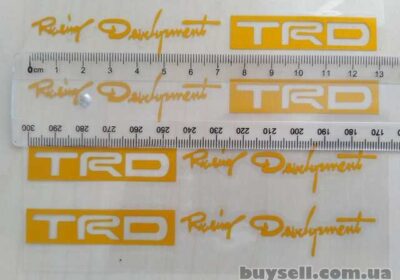 Racing Development TRD
0 cm 1 2 3 4 5 6 7 8 9 10 11 12 13
Racing Development TRD
300 290 280 270 260 250 240 230 220 210 200 190 180 170
TRD Racing Development
TRD Racing Development
buysell.com.ua